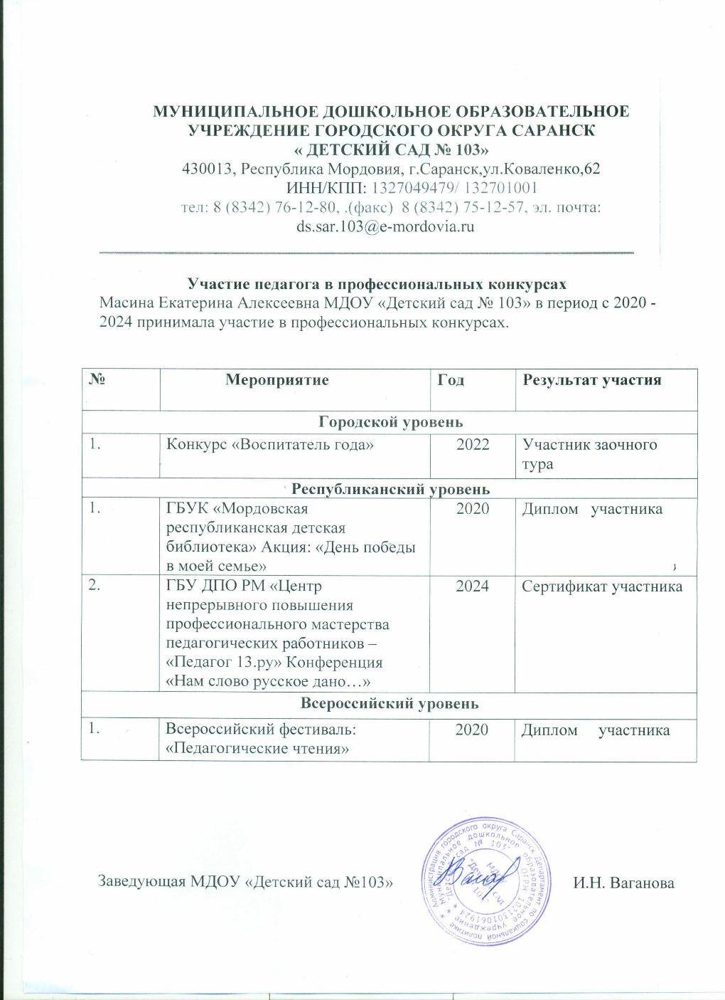 МУНИЦИПАЛЬНОЕ ДОШКОЛЬНОЕ ОБРАЗОВАТЕЛЬНОЕ
УЧРЕЖДЕНИЕ ГОРОДСКОГО ОКРУГА САРАНСК
« ДЕТСКИЙ САД № 103»
430013, Республика Мордовия, г.Саранск,ул.Коваленко,62
ИНН/КПП: 1327049479/ 132701001
тел: 8 (8342) 76-12-80, .(факс) 8 (8342) 75-12-57, эл. почта:
ds.sar.103@e-mordovia.ru
Участие педагога в профессиональных конкурсах
Масина Екатерина Алексеевна МДОУ «Детский сад № 103» в период с 2020 -
2024 принимала участие в профессиональных конкурсах.
№ Мероприятие Год Результат участия
Городской уровень
1. Конкурс «Воспитатель года» 2022 Участник заочного
тура
Республиканский уровень
1. ГБУК «Мордовская 2020 Диплом участника
республиканская детская
библиотека» Акция: «День победы
в моей семье»
2. ГБУ ДПО РМ «Центр 2024 Сертификат участника
непрерывного повышения
профессионального мастерства
педагогических работников –
«Педагог 13.ру» Конференция
«Нам слово русское дано…»
Всероссийский уровень
1. Всероссийский фестиваль: 2020 Диплом участника
«Педагогические чтения»
Заведующая МДОУ «Детский сад №103» И.Н. Ваганова
Администрация городского округа Саранск Департамент по социальной политике
Муниципальное дошкольное образовательное учреждение
"Детский сад № 103"